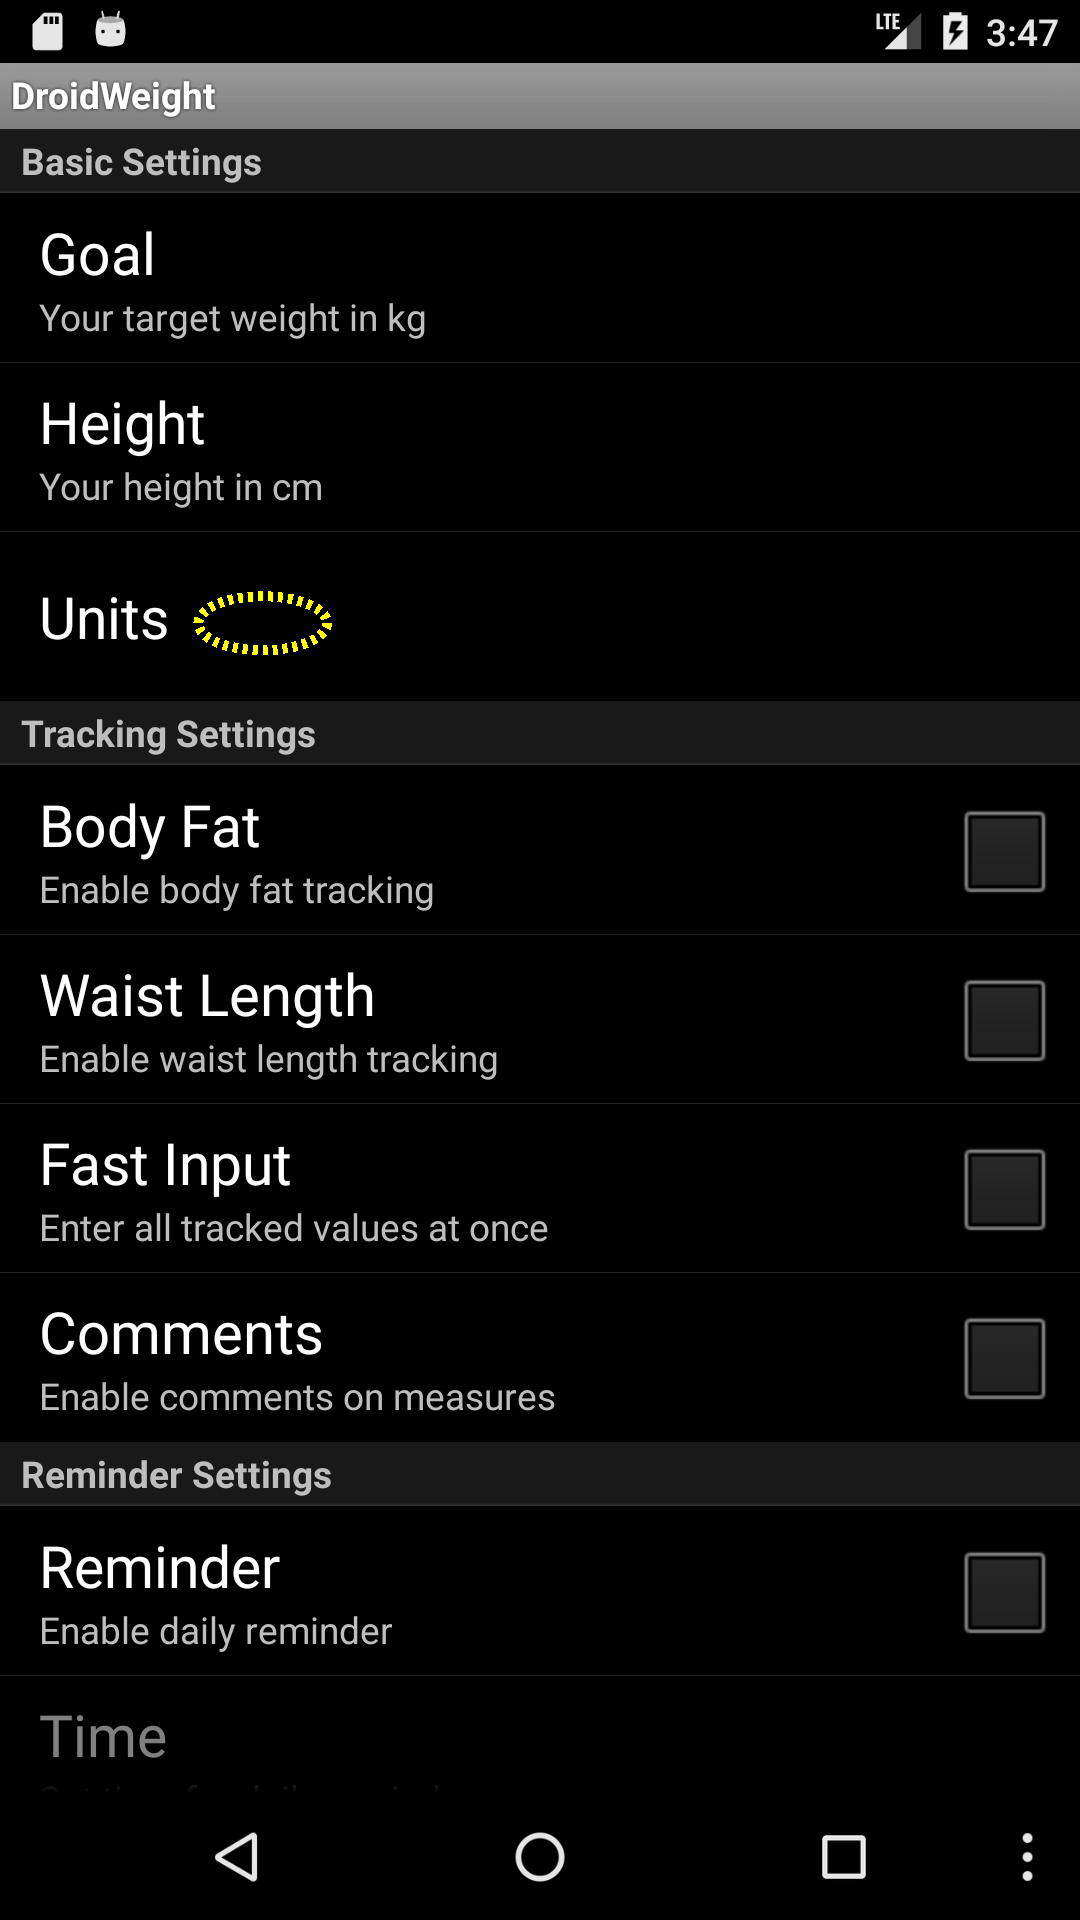 LTE 3:47
DroidWeight
Basic Settings
Goal
Your target weight in kg
Height
Your height in cm
Units
Tracking Settings
Body Fat
Enable body fat tracking
Waist Length
Enable waist length tracking
Fast Input
Enter all tracked values at once
Comments
Enable comments on measures
Reminder Settings
Reminder
Enable daily reminder
Time